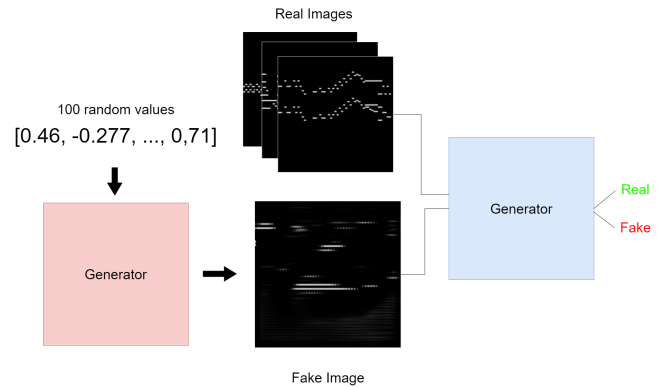 Real Images
100 random values
[0.46, -0.277, ..., 0,71]
Generator
Generator
Real
Fake
Fake Image